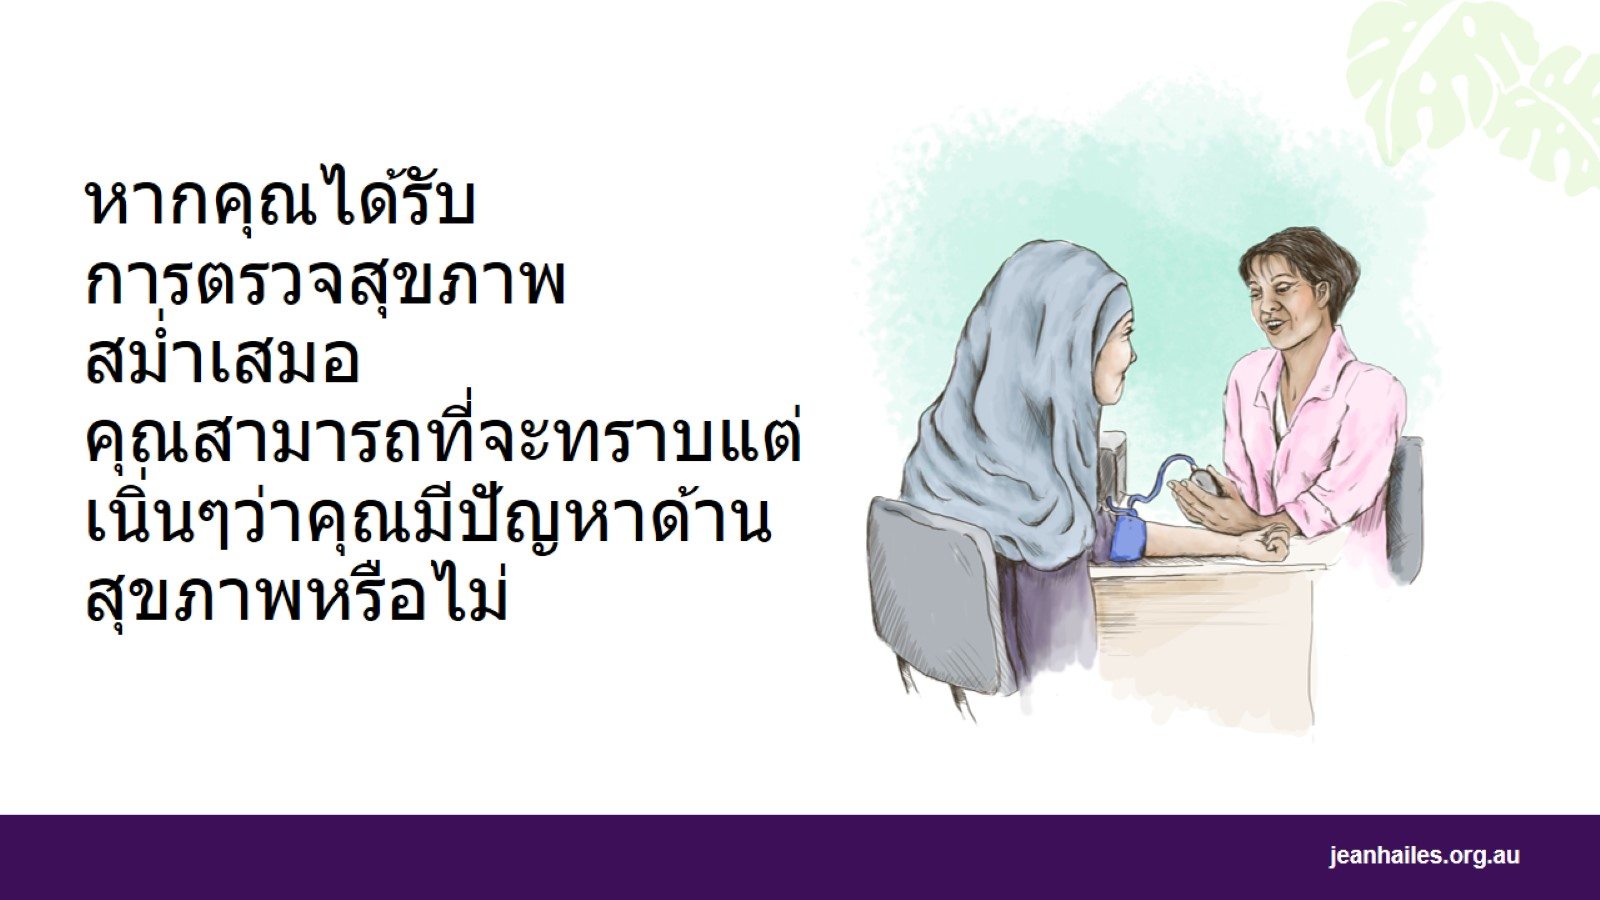 หากคุณได้รับ
การตรวจสุขภาพ
สม่ำเสมอ
คุณสามารถที่จะทราบแต่
เนิ่นๆว่าคุณมีปัญหาด้าน
สุขภาพหรือไม่
jeanhailes.org.au